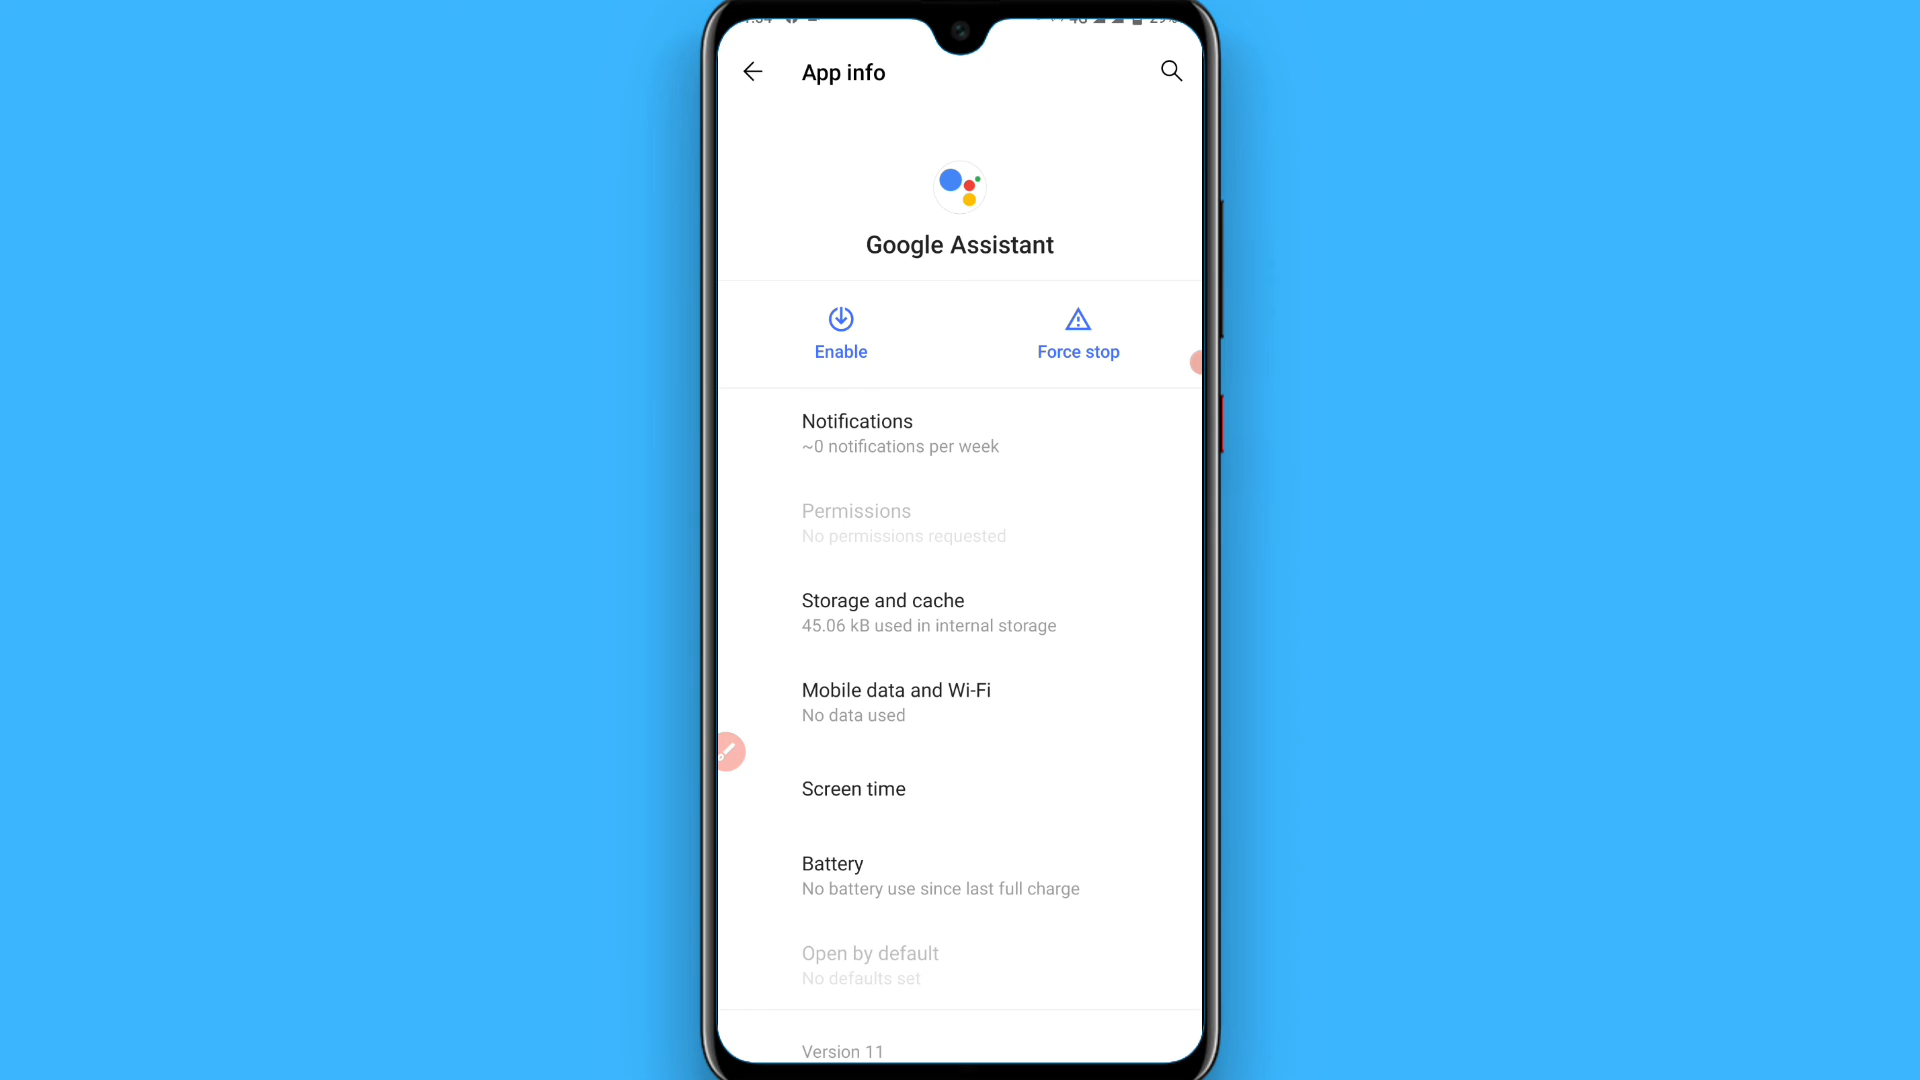 App info
Google Assistant
Enable
Force stop
Notifications
~0 notifications per week
Permissions
No permissions requested
Storage and cache
45.06 kB used in internal storage
Mobile data and Wi-Fi
No data used
Screen time
Battery
No battery use since last full charge
Open by default
No defaults set
Version 11